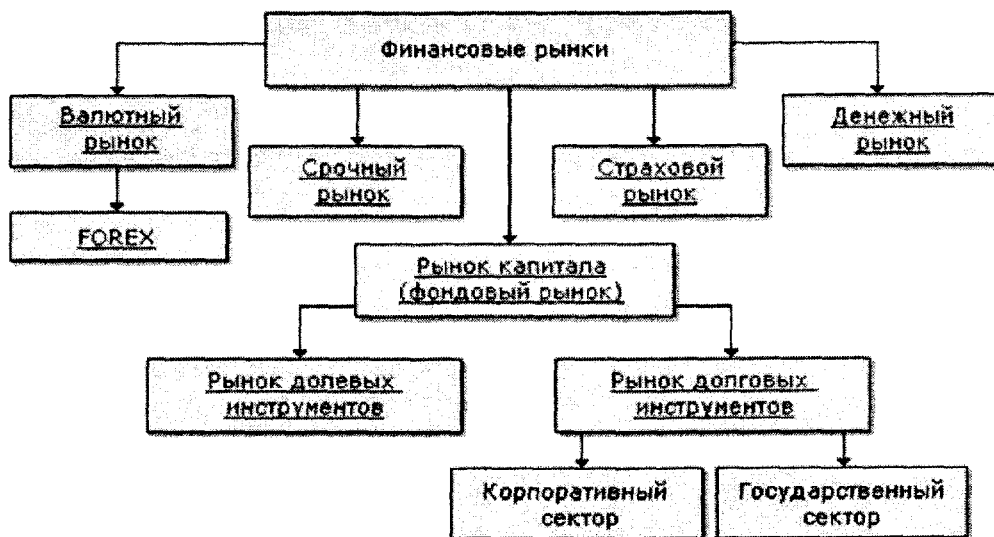 Финансовые рынки
Валютный
рынок
Денежный
рынок
Срочный
рынок
Страховой
рынок
FOREX
Рынок капитала
(фондовый рынок)
Рынок долевых
инструментов
Рынок долговых
инструментов
Корпоративный
сектор
Государственный
сектор